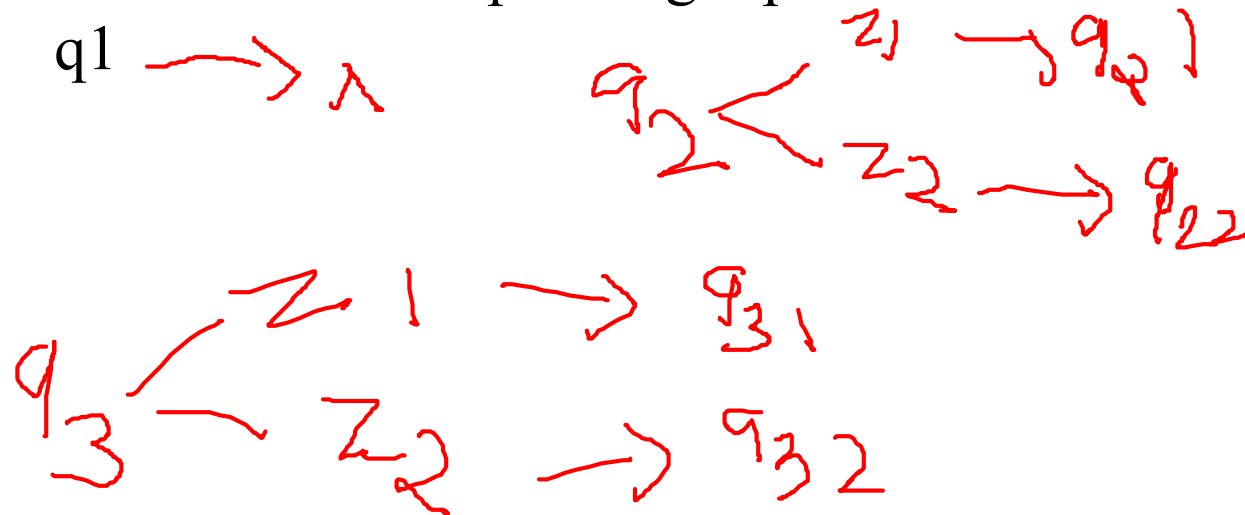 q1 → λ
q2 < z1 → q21
z2 → q22
q3 z1 → q31
z2 → q32